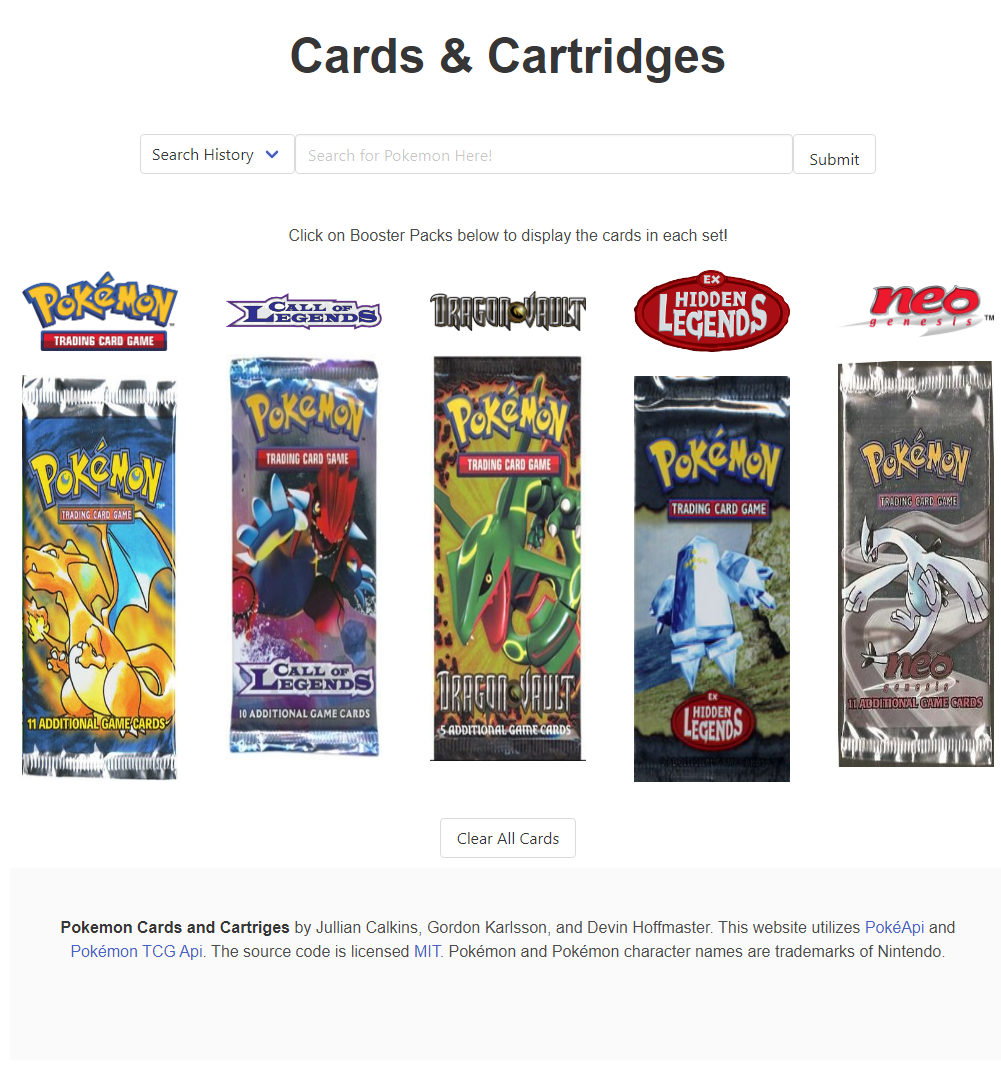 Cards & Cartridges
Search History
Search for Pokemon Here!
Submit
Click on Booster Packs below to display the cards in each set!
POKéMON
TRADING CARD GAME
CALL OF
LEGENDS
DRAGON VAULT
EX
HIDDEN
LEGENDS
neo
genesis
™
POKéMON
TRADING CARD GAME
11 ADDITIONAL GAME CARDS
POKéMON
TRADING CARD GAME
CALL OF
LEGENDS
10 ADDITIONAL GAME CARDS
POKéMON
TRADING CARD GAME
DRAGON VAULT
5 ADDITIONAL GAME CARDS
POKéMON
TRADING CARD GAME
EX
HIDDEN
LEGENDS
POKéMON
TRADING CARD GAME
neo
genesis
11 ADDITIONAL GAME CARDS
Clear All Cards
Pokemon Cards and Cartriges by Jullian Calkins, Gordon Karlsson, and Devin Hoffmaster. This website utilizes PokéApi and
Pokémon TCG Api. The source code is licensed MIT. Pokémon and Pokémon character names are trademarks of Nintendo.